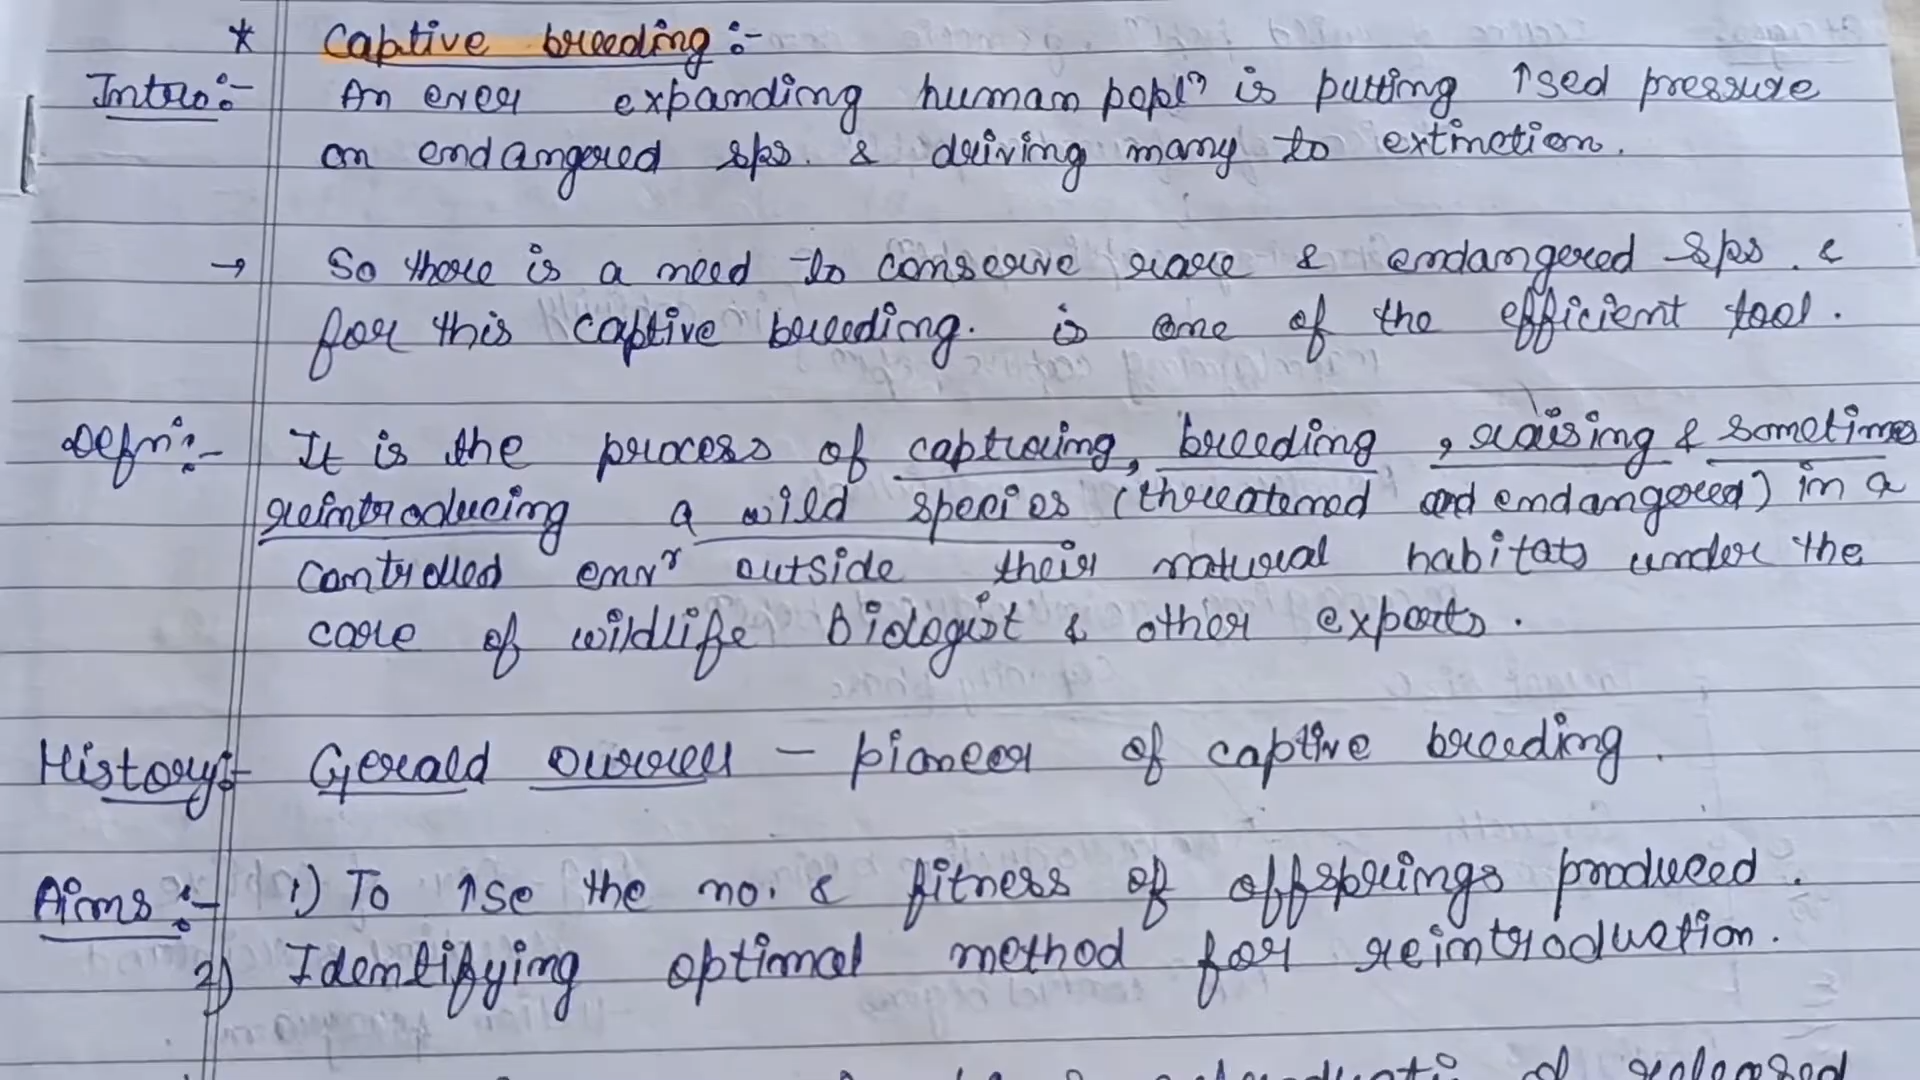 * Captive breeding :-
Intro:- An ever expanding human popl^n is putting ↑sed pressure
on endangered sps. & driving many to extinction.
→ So there is a need to conserve rare & endangered sps. &
for this captive breeding. is one of the efficient tool.
Defn:- It is the process of capturing, breeding, raising & sometimes
reintroducing a wild species (threatened and endangered) in a
controlled env^r outside their natural habitats under the
care of wildlife biologist & other experts.
History:- Gerald Durrell - pioneer of captive breeding.
Aims:- 1) To ↑se the no. & fitness of offsprings produced.
2) Identifying optimal method for reintroduction.
of released